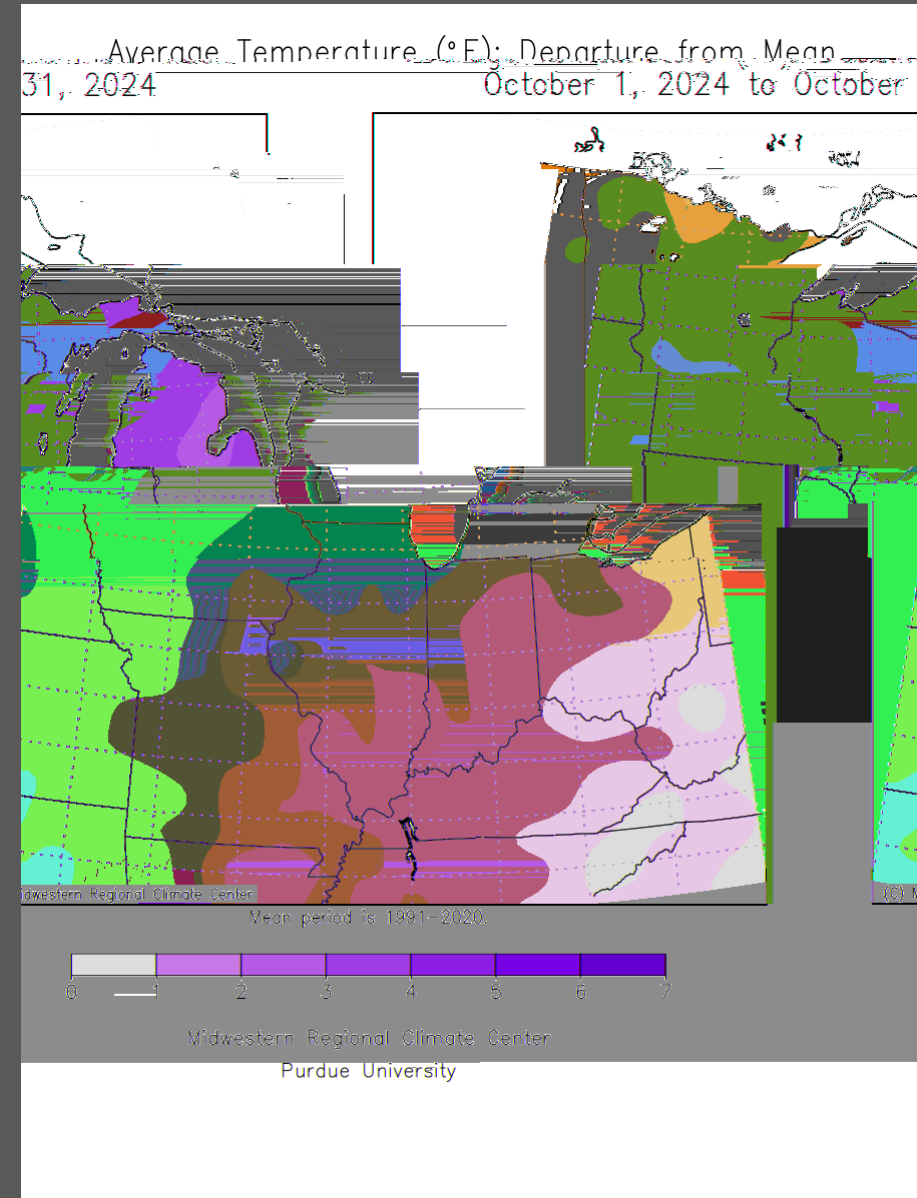 Average Temperature (°F): Departure from Mean
31, 2024
October 1, 2024 to October
idwestern Regional Climate Center
(C) M
Mean period is 1991-2020.
0 1 2 3 4 5 6 7
Midwestern Regional Climate Center
Purdue University